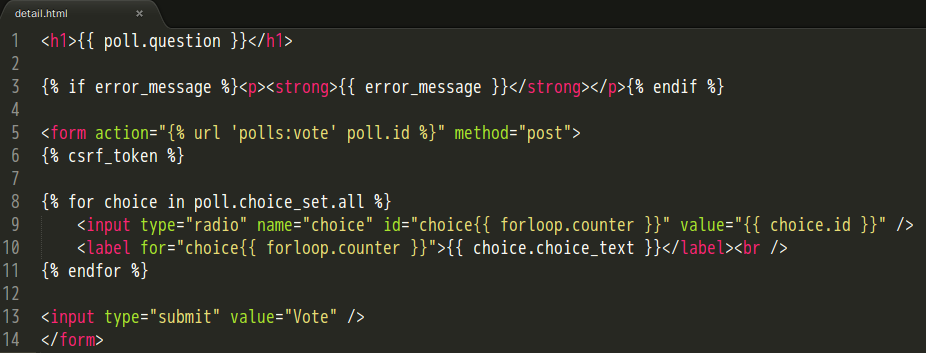 detail.html ×
1 <h1>{{ poll.question }}</h1>
2
3 {% if error_message %}<p><strong>{{ error_message }}</strong></p>{% endif %}
4
5 <form action="{% url 'polls:vote' poll.id %}" method="post">
6 {% csrf_token %}
7
8 {% for choice in poll.choice_set.all %}
9     <input type="radio" name="choice" id="choice{{ forloop.counter }}" value="{{ choice.id }}" />
10     <label for="choice{{ forloop.counter }}">{{ choice.choice_text }}</label><br />
11 {% endfor %}
12
13 <input type="submit" value="Vote" />
14 </form>